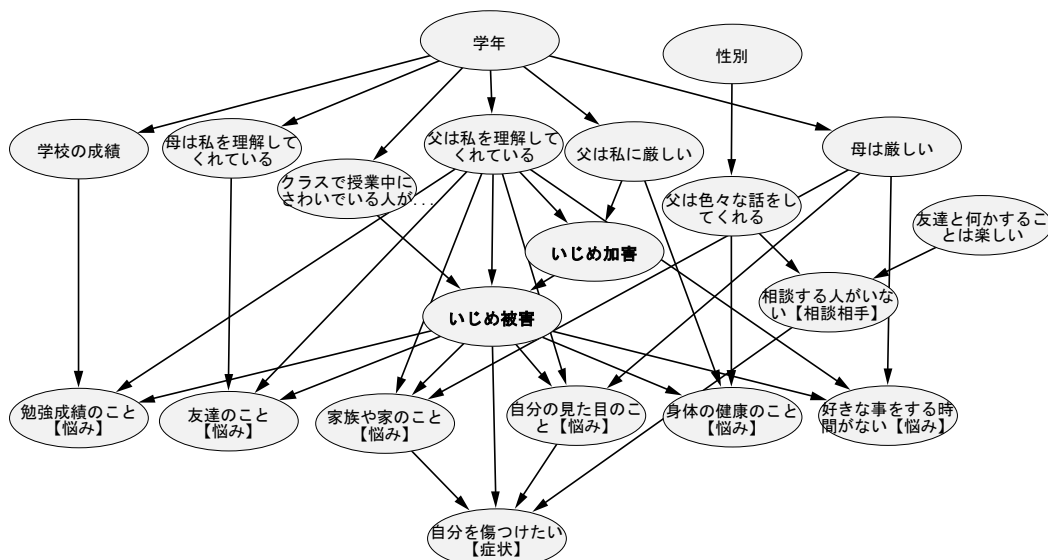 学年
性別
学校の成績
母は私を理解して
くれている
クラスで授業中に
さわいでいる人が...
父は私を理解して
くれている
父は私に厳しい
父は色々な話をし
てくれる
母は厳しい
友達と何かするこ
とは楽しい
いじめ加害
相談する人がいな
い【相談相手】
いじめ被害
勉強成績のこと
【悩み】
友達のこと
【悩み】
家族や家のこと
【悩み】
自分の見た目のこ
と【悩み】
身体の健康のこと
【悩み】
好きな事をする時
間がない【悩み】
自分を傷つけたい
【症状】